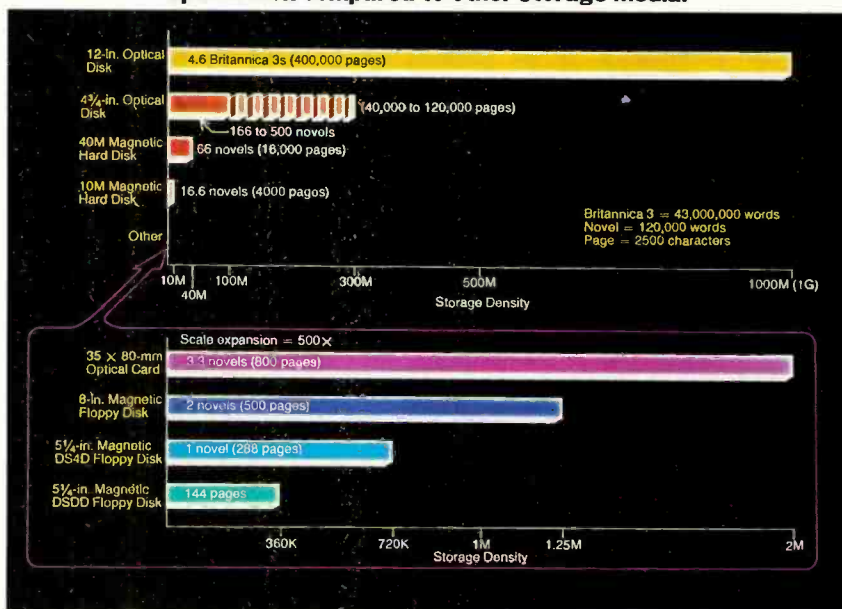 Compared to Other Storage Media.
12-in. Optical Disk
4.6 Britannica 3s (400,000 pages)
4¾-in. Optical Disk
(40,000 to 120,000 pages)
166 to 500 novels
40M Magnetic Hard Disk
66 novels (16,000 pages)
10M Magnetic Hard Disk
16.6 novels (4000 pages)
Other
Britannica 3 = 43,000,000 words
Novel = 120,000 words
Page = 2500 characters
10M 40M 100M 300M 500M 1000M (1G)
Storage Density
Scale expansion = 500×
35 × 80-mm Optical Card
3.3 novels (800 pages)
8-in. Magnetic Floppy Disk
2 novels (500 pages)
5¼-in. Magnetic DS4D Floppy Disk
1 novel (288 pages)
5¼-in. Magnetic DSDD Floppy Disk
144 pages
360K 720K 1M 1.25M 2M
Storage Density